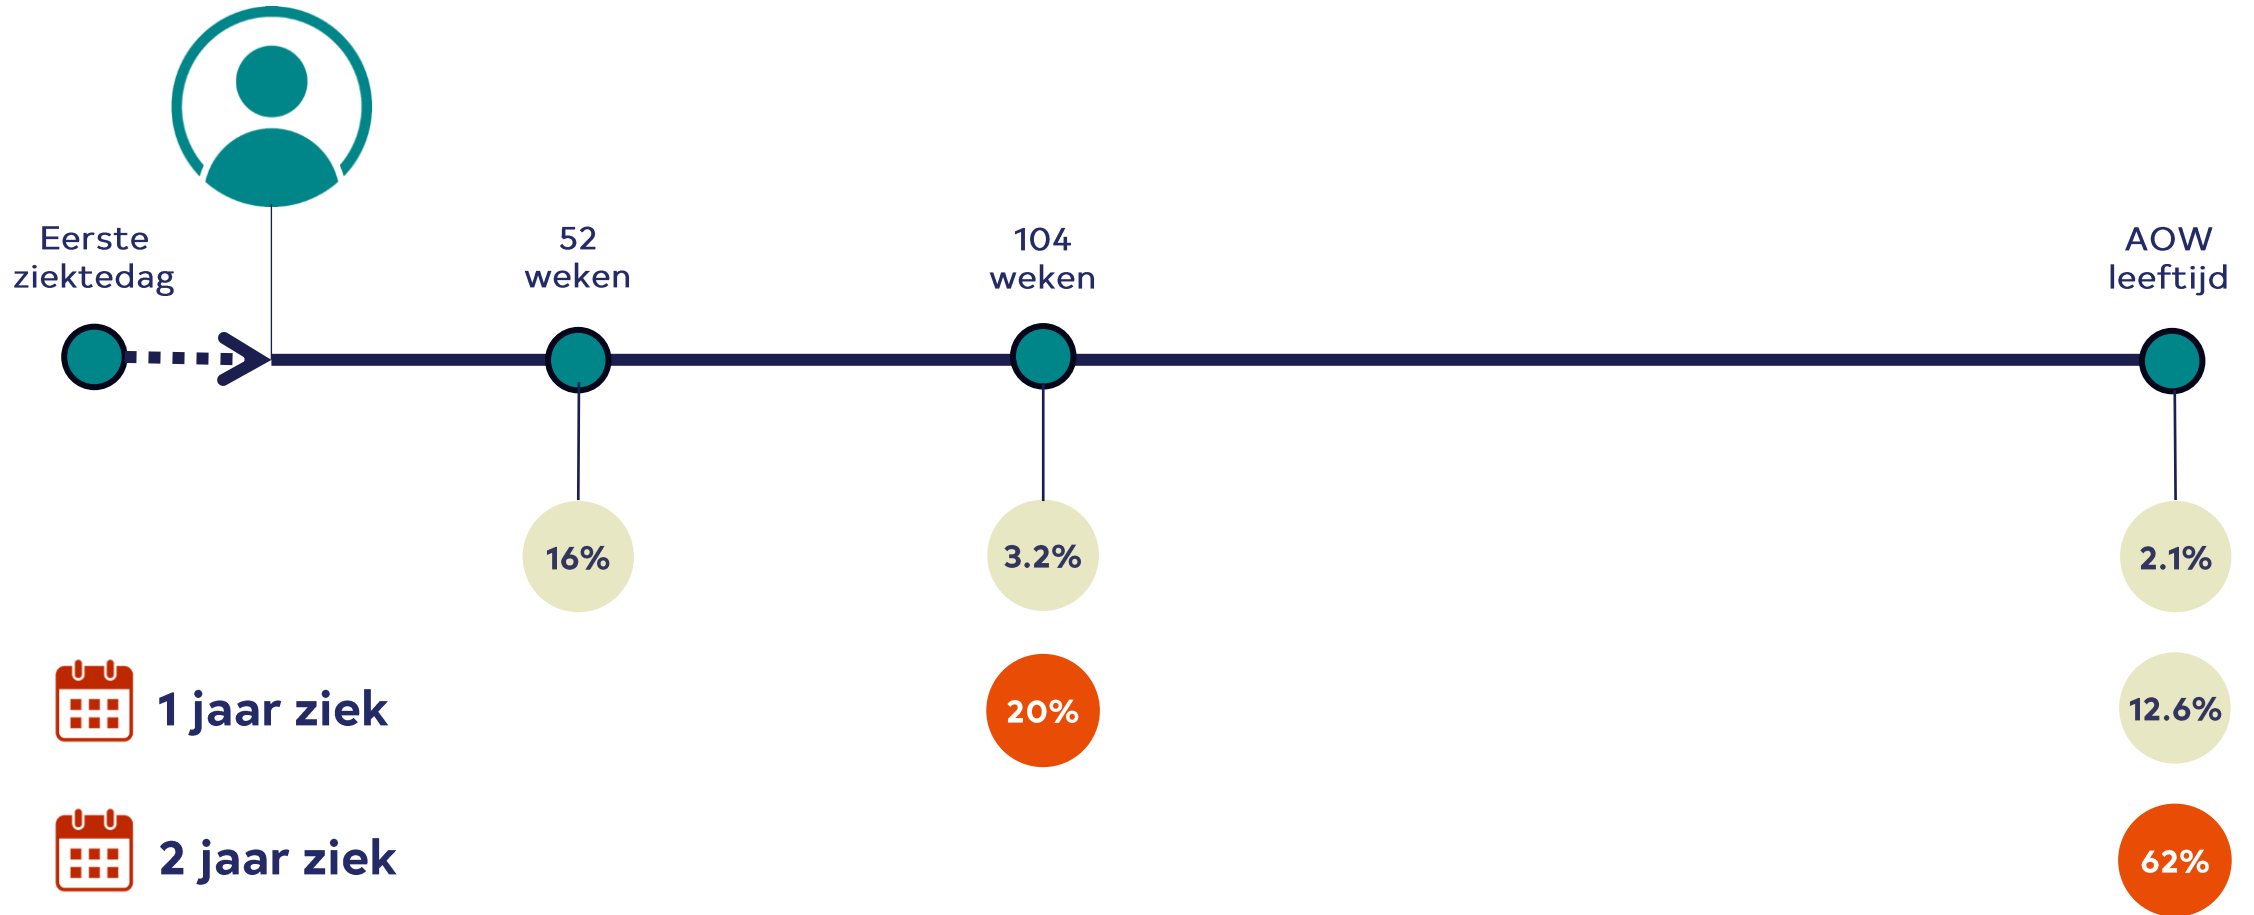 Eerste
ziektedag
52
weken
104
weken
AOW
leeftijd
16%
3.2%
2.1%
1 jaar ziek
20%
12.6%
2 jaar ziek
62%